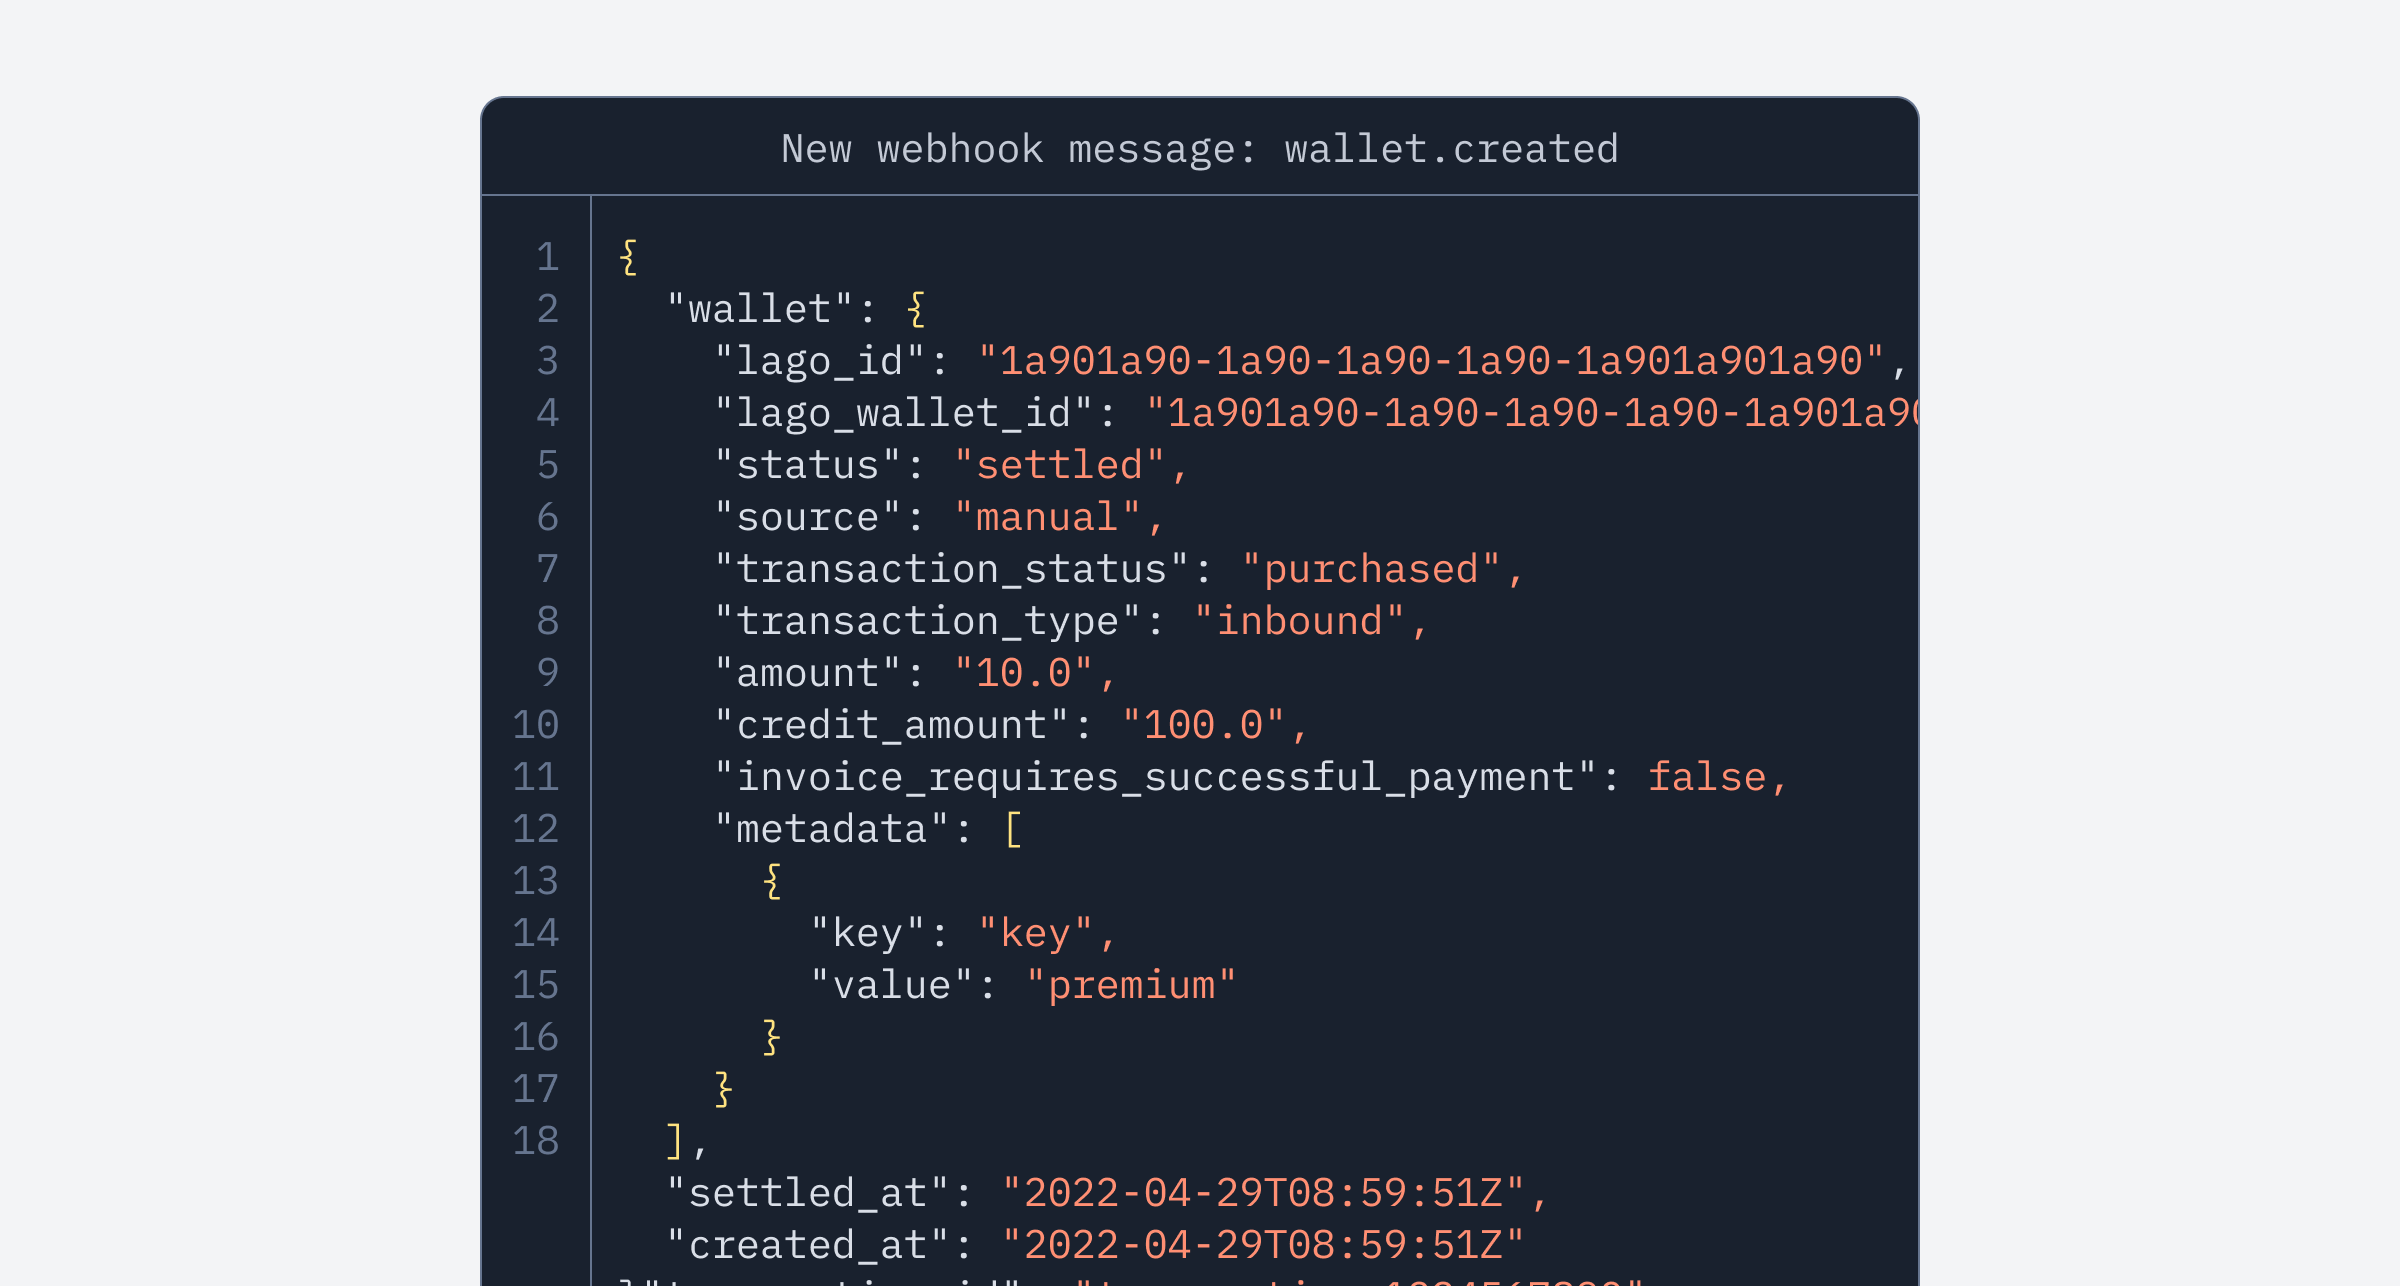 New webhook message: wallet.created
1 {
2 "wallet": {
3 "lago_id": "1a901a90-1a90-1a90-1a90-1a901a901a90",
4 "lago_wallet_id": "1a901a90-1a90-1a90-1a90-1a901a90
5 "status": "settled",
6 "source": "manual",
7 "transaction_status": "purchased",
8 "transaction_type": "inbound",
9 "amount": "10.0",
10 "credit_amount": "100.0",
11 "invoice_requires_successful_payment": false,
12 "metadata": [
13 {
14 "key": "key",
15 "value": "premium"
16 }
17 }
18 ],
"settled_at": "2022-04-29T08:59:51Z",
"created_at": "2022-04-29T08:59:51Z"